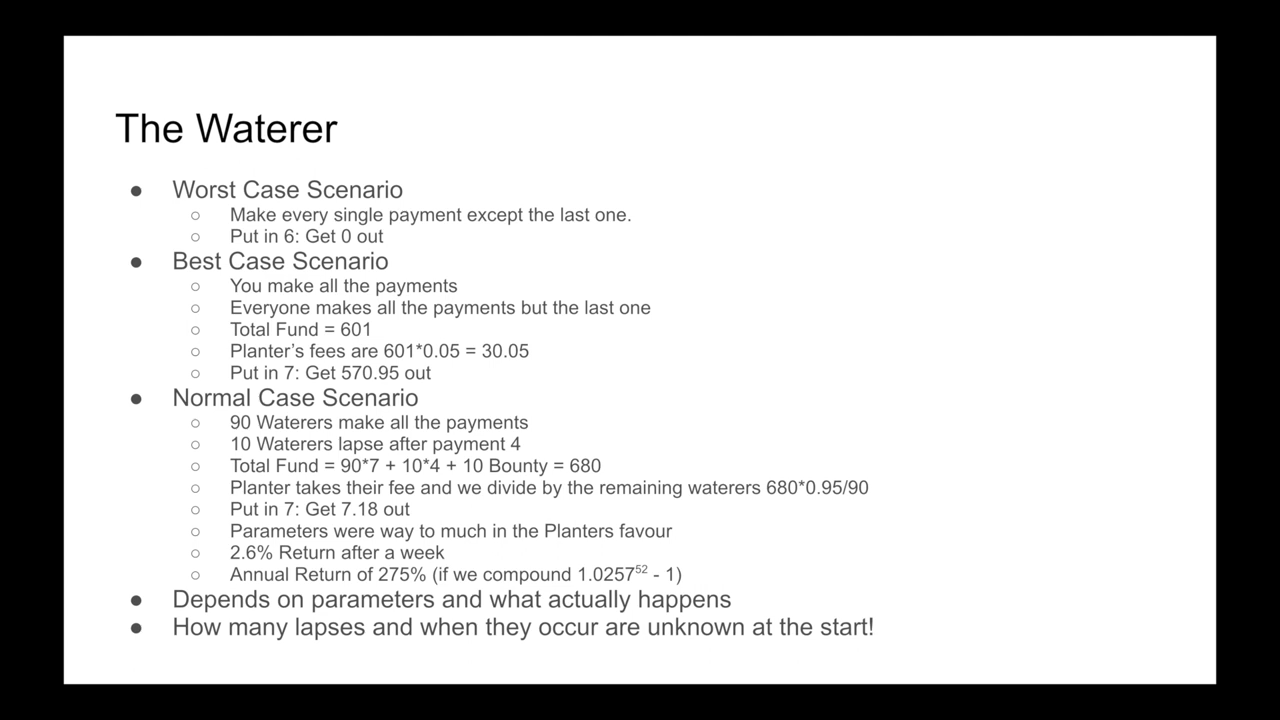 The Waterer
● Worst Case Scenario
○ Make every single payment except the last one.
○ Put in 6: Get 0 out
● Best Case Scenario
○ You make all the payments
○ Everyone makes all the payments but the last one
○ Total Fund = 601
○ Planter's fees are 601*0.05 = 30.05
○ Put in 7: Get 570.95 out
● Normal Case Scenario
○ 90 Waterers make all the payments
○ 10 Waterers lapse after payment 4
○ Total Fund = 90*7 + 10*4 + 10 Bounty = 680
○ Planter takes their fee and we divide by the remaining waterers 680*0.95/90
○ Put in 7: Get 7.18 out
○ Parameters were way to much in the Planters favour
○ 2.6% Return after a week
○ Annual Return of 275% (if we compound 1.0257⁵² - 1)
● Depends on parameters and what actually happens
● How many lapses and when they occur are unknown at the start!